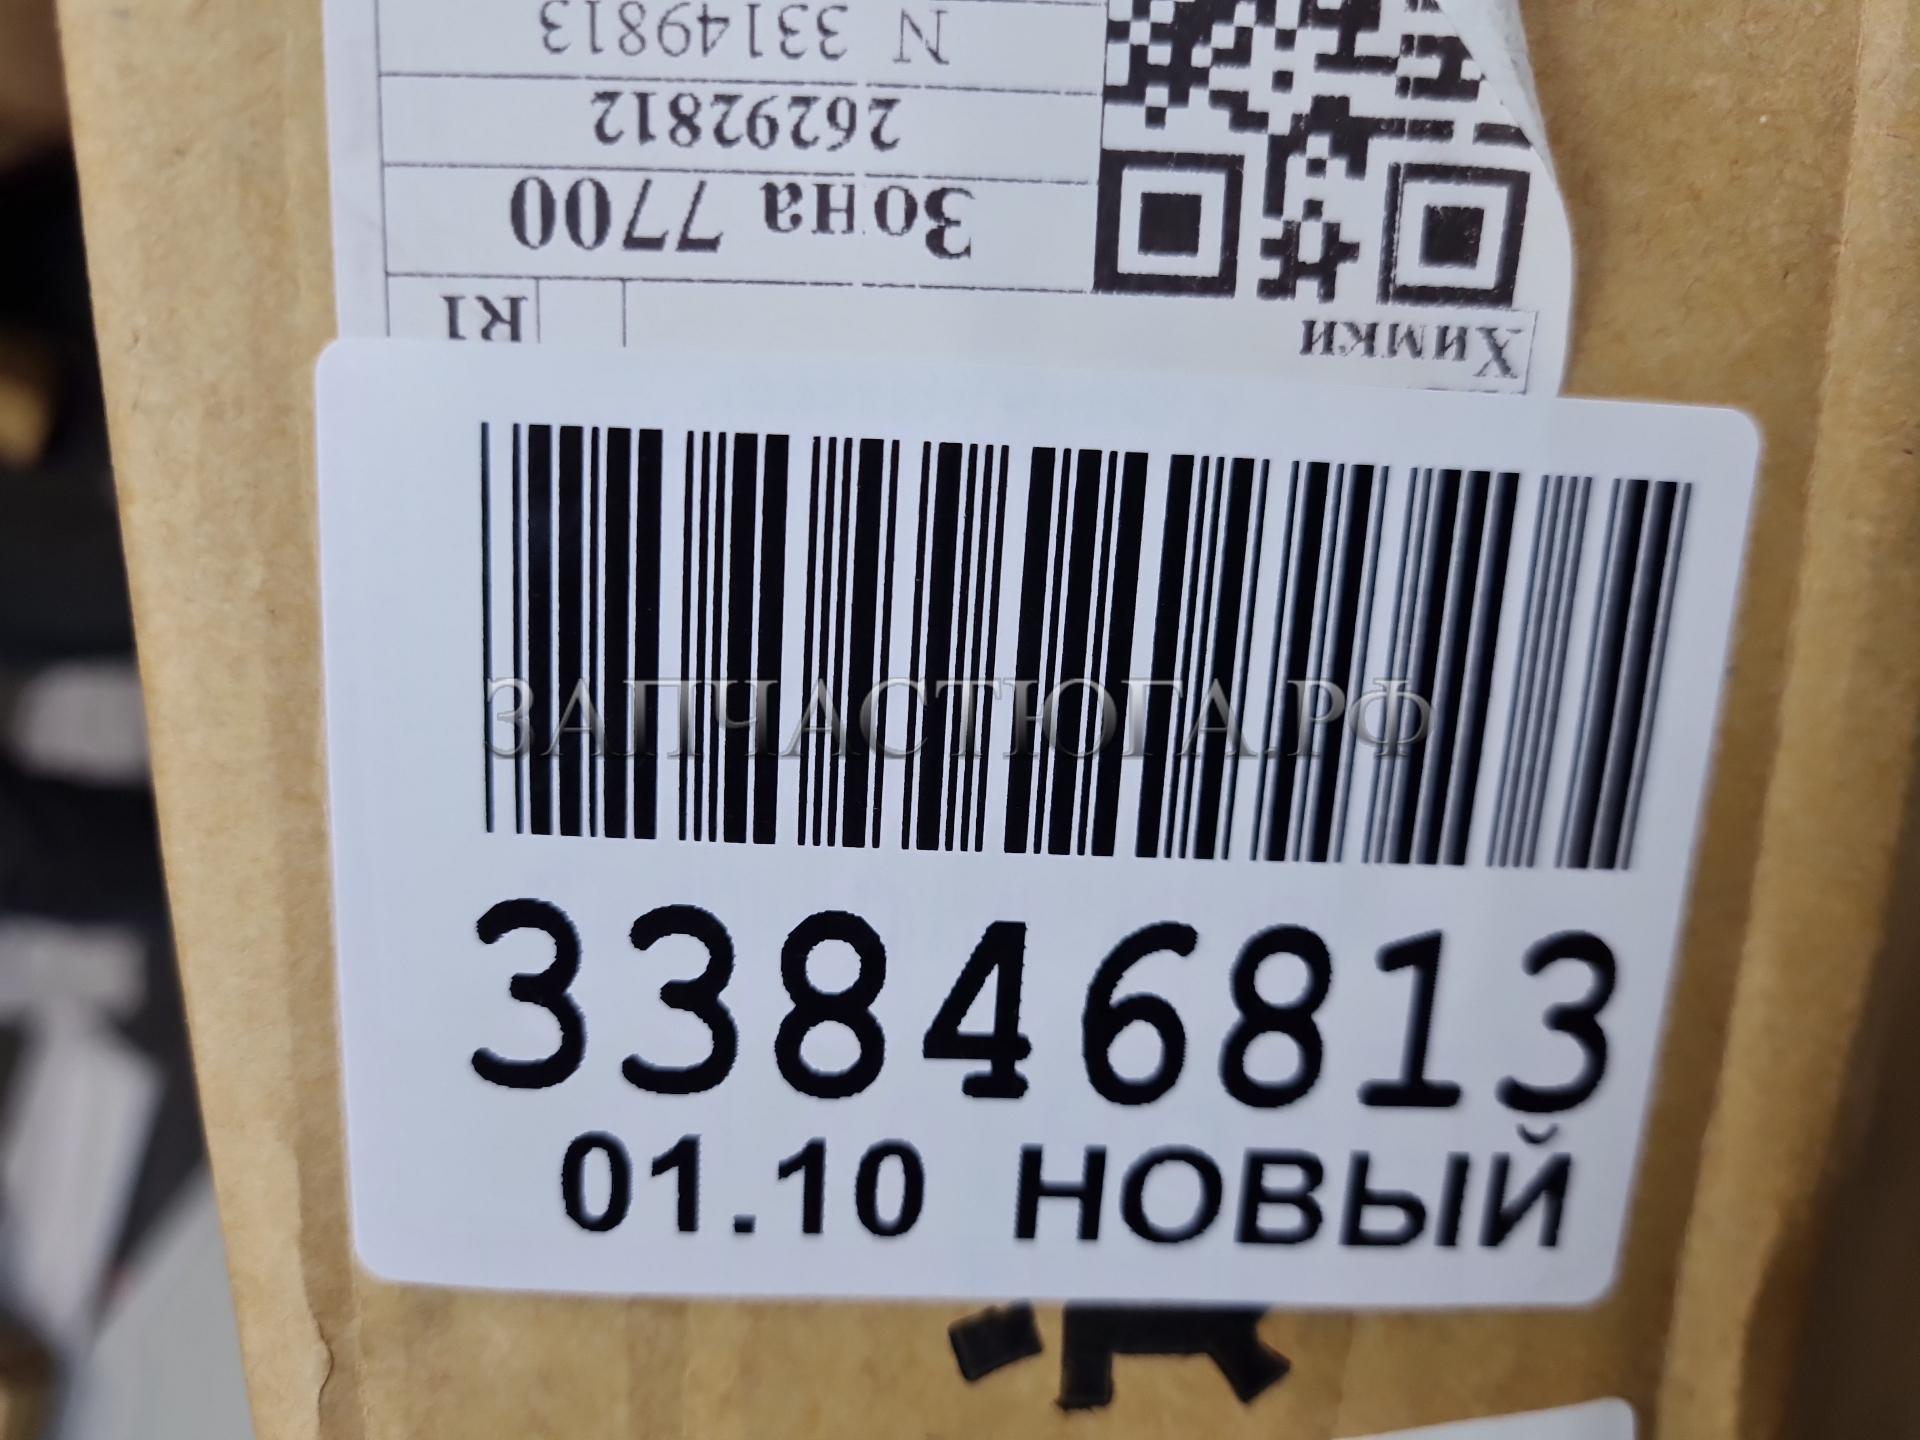 N 33149813
26292812
Зона 7700
R1
Химки
ЗАПЧАСТЮГА.РФ
33846813
01.10 НОВЫЙ